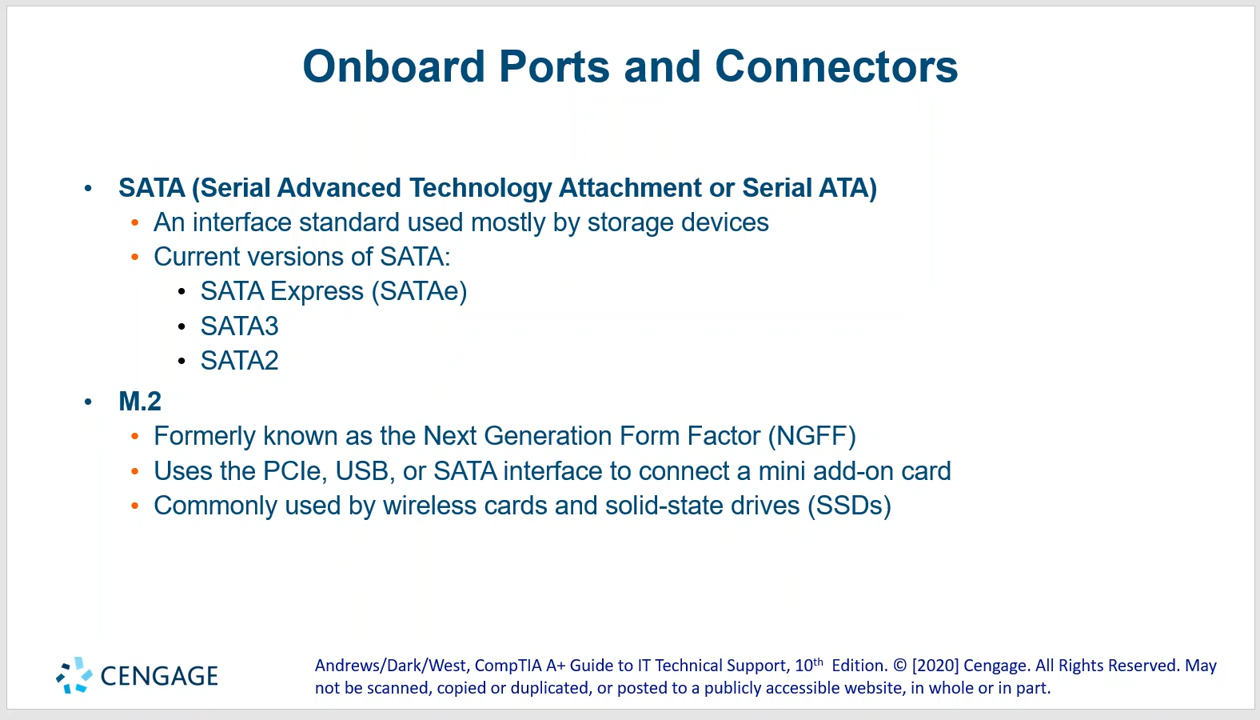 Onboard Ports and Connectors
• SATA (Serial Advanced Technology Attachment or Serial ATA)
• An interface standard used mostly by storage devices
• Current versions of SATA:
• SATA Express (SATAe)
• SATA3
• SATA2
• M.2
• Formerly known as the Next Generation Form Factor (NGFF)
• Uses the PCIe, USB, or SATA interface to connect a mini add-on card
• Commonly used by wireless cards and solid-state drives (SSDs)
CENGAGE
Andrews/Dark/West, CompTIA A+ Guide to IT Technical Support, 10th Edition. © [2020] Cengage. All Rights Reserved. May
not be scanned, copied or duplicated, or posted to a publicly accessible website, in whole or in part.